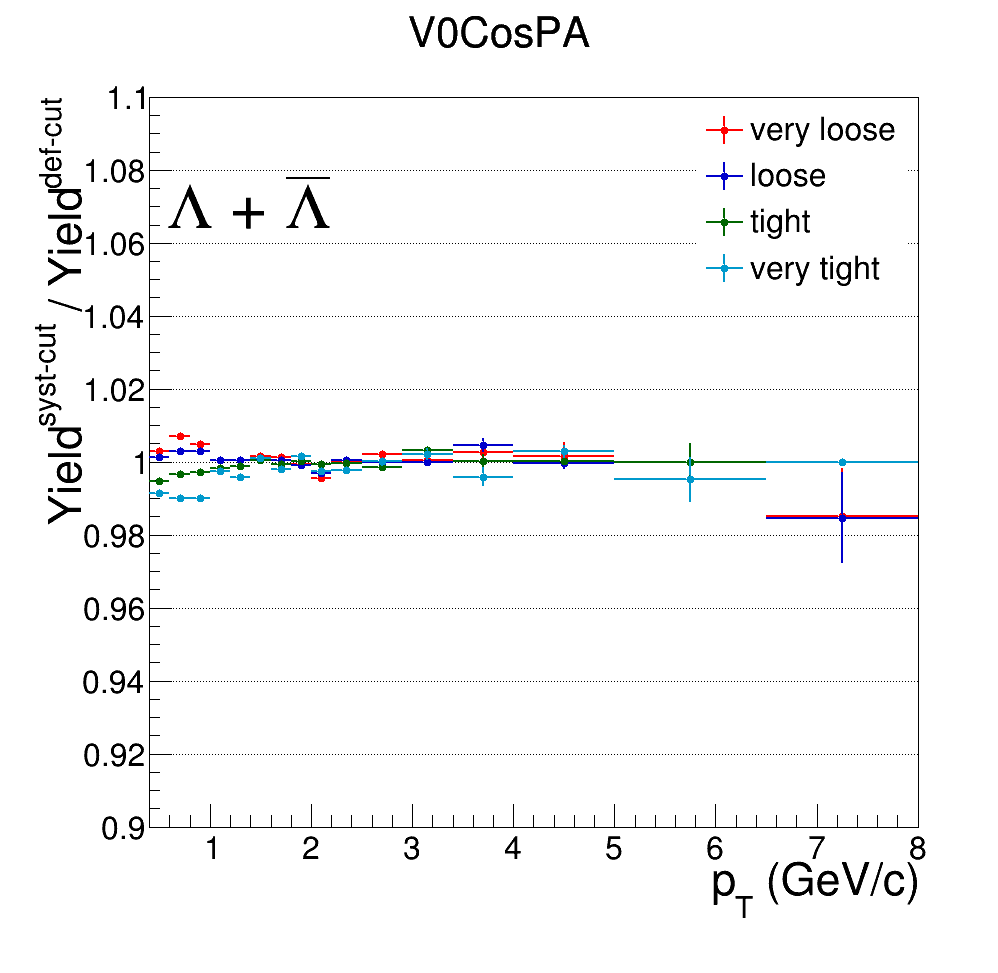 V0CosPA
Yield^syst-cut / Yield^def-cut
Λ + Λ̅
very loose
loose
tight
very tight
1.1
1.08
1.06
1.04
1.02
1
0.98
0.96
0.94
0.92
0.9
1 2 3 4 5 6 7 8
p_T (GeV/c)